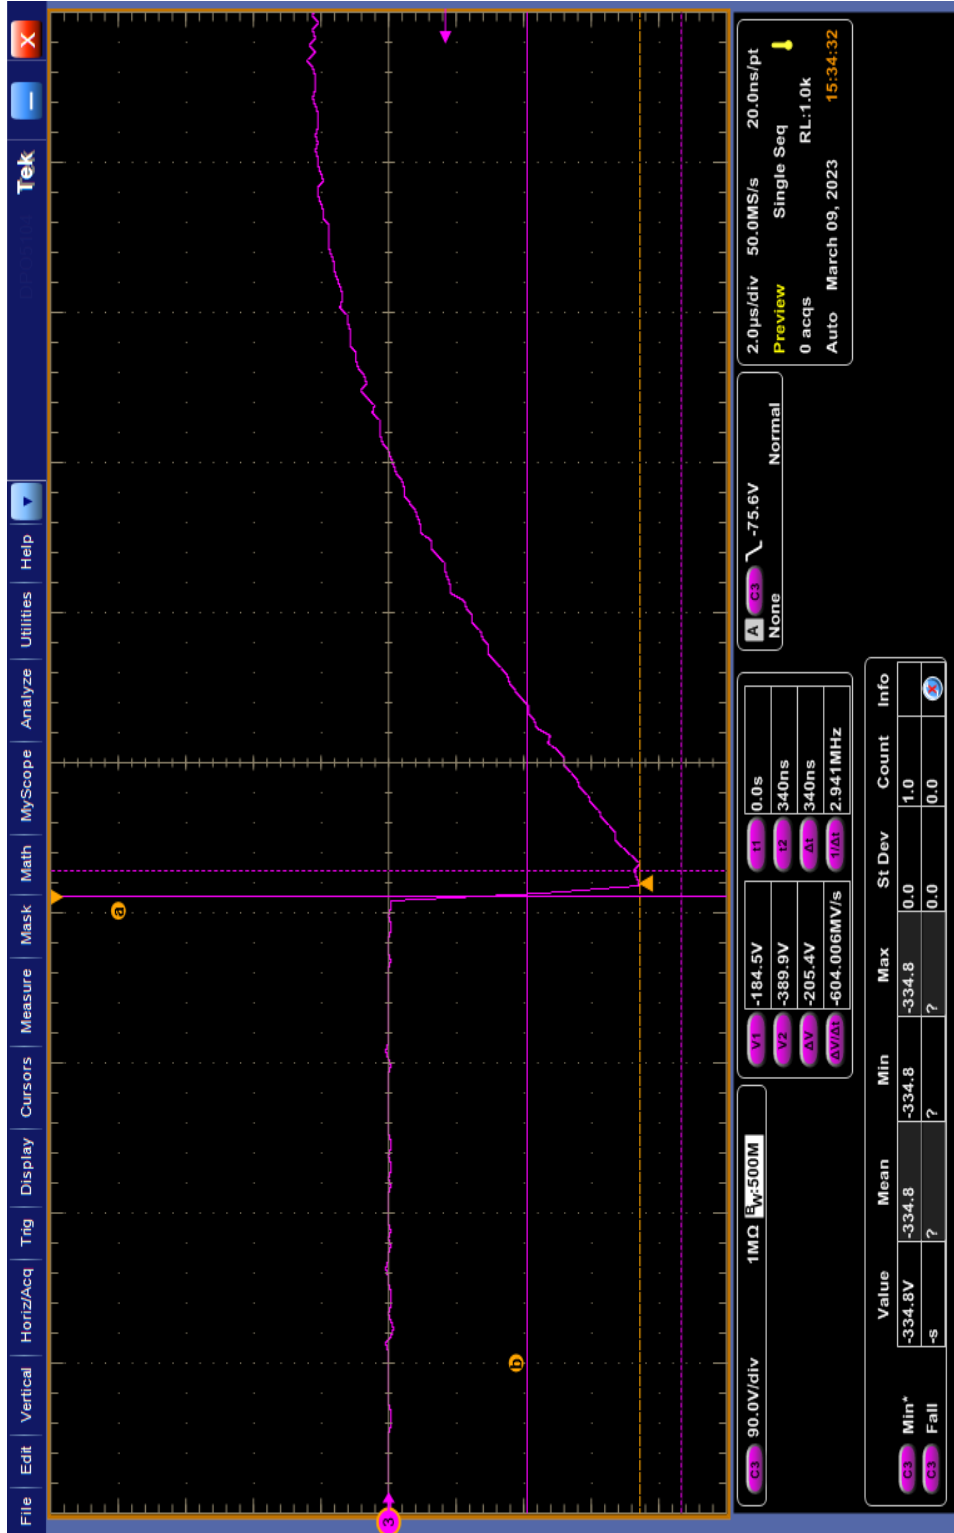 File Edit Vertical Horiz/Acq Trig Display Cursors Measure Mask Math MyScope Analyze Utilities Help Tek
a
b
3
C3 90.0V/div 1MΩ BW:500M
V1 -184.5V t1 0.0s
V2 -389.9V t2 340ns
ΔV -205.4V Δt 340ns
ΔV/Δt -604.006MV/s 1/Δt 2.941MHz
A C3 -75.6V
None Normal
2.0µs/div 50.0MS/s 20.0ns/pt
Preview Single Seq
0 acqs RL:1.0k
Auto March 09, 2023 15:34:32
Value Mean Min Max St Dev Count Info
C3 Min* -334.8V -334.8 -334.8 -334.8 0.0 1.0
C3 Fall -s ? ? ? 0.0 0.0